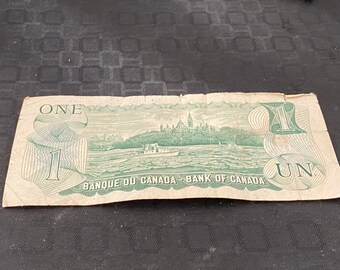 ONE 1
1 UN
BANQUE DU CANADA - BANK OF CANADA